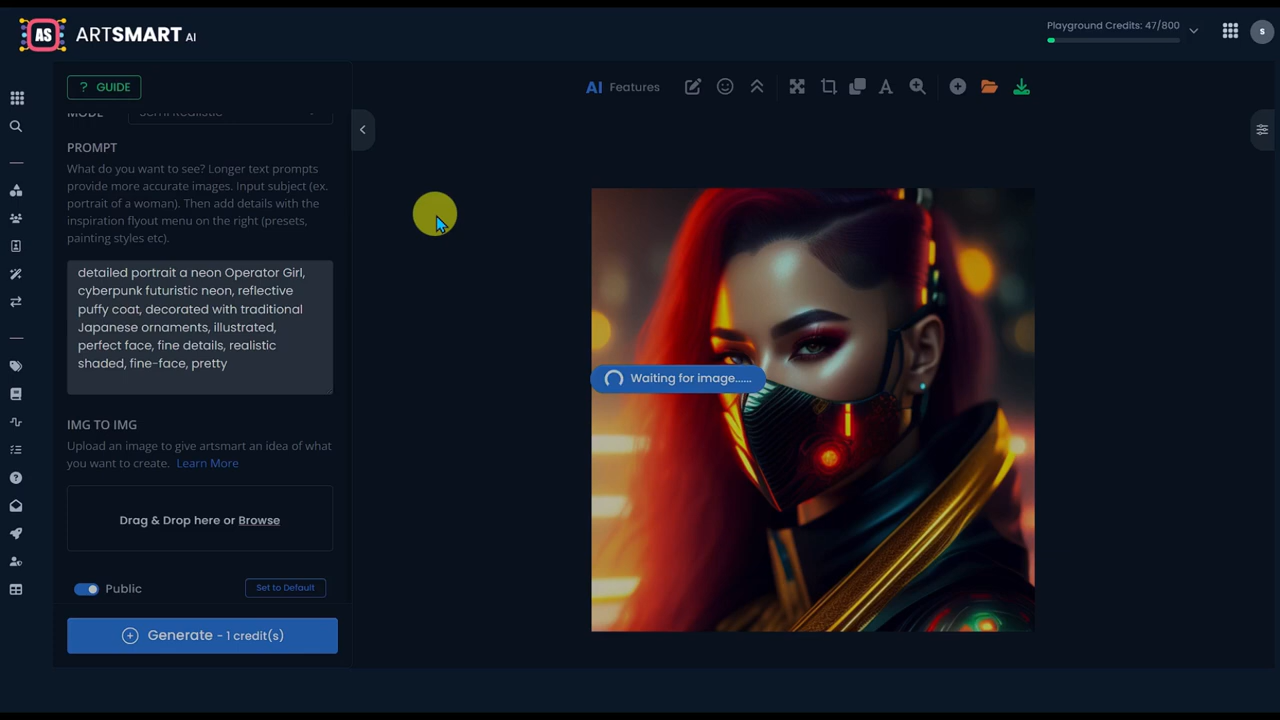 AS ARTSMART AI
Playground Credits: 47/800
S
? GUIDE
AI Features
MODE Semi Realistic
PROMPT
What do you want to see? Longer text prompts
provide more accurate images. Input subject (ex.
portrait of a woman). Then add details with the
inspiration flyout menu on the right (presets,
painting styles etc).
detailed portrait a neon Operator Girl,
cyberpunk futuristic neon, reflective
puffy coat, decorated with traditional
Japanese ornaments, illustrated,
perfect face, fine details, realistic
shaded, fine-face, pretty
Waiting for image......
IMG TO IMG
Upload an image to give artsmart an idea of what
you want to create. Learn More
Drag & Drop here or Browse
Public
Set to Default
Generate - 1 credit(s)